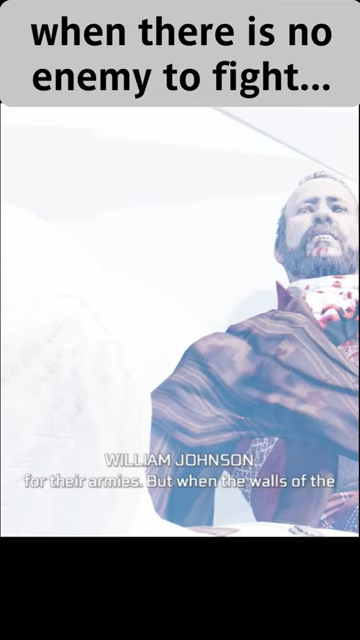 when there is no
enemy to fight...
WILLIAM JOHNSON
for their armies. But when the walls of the